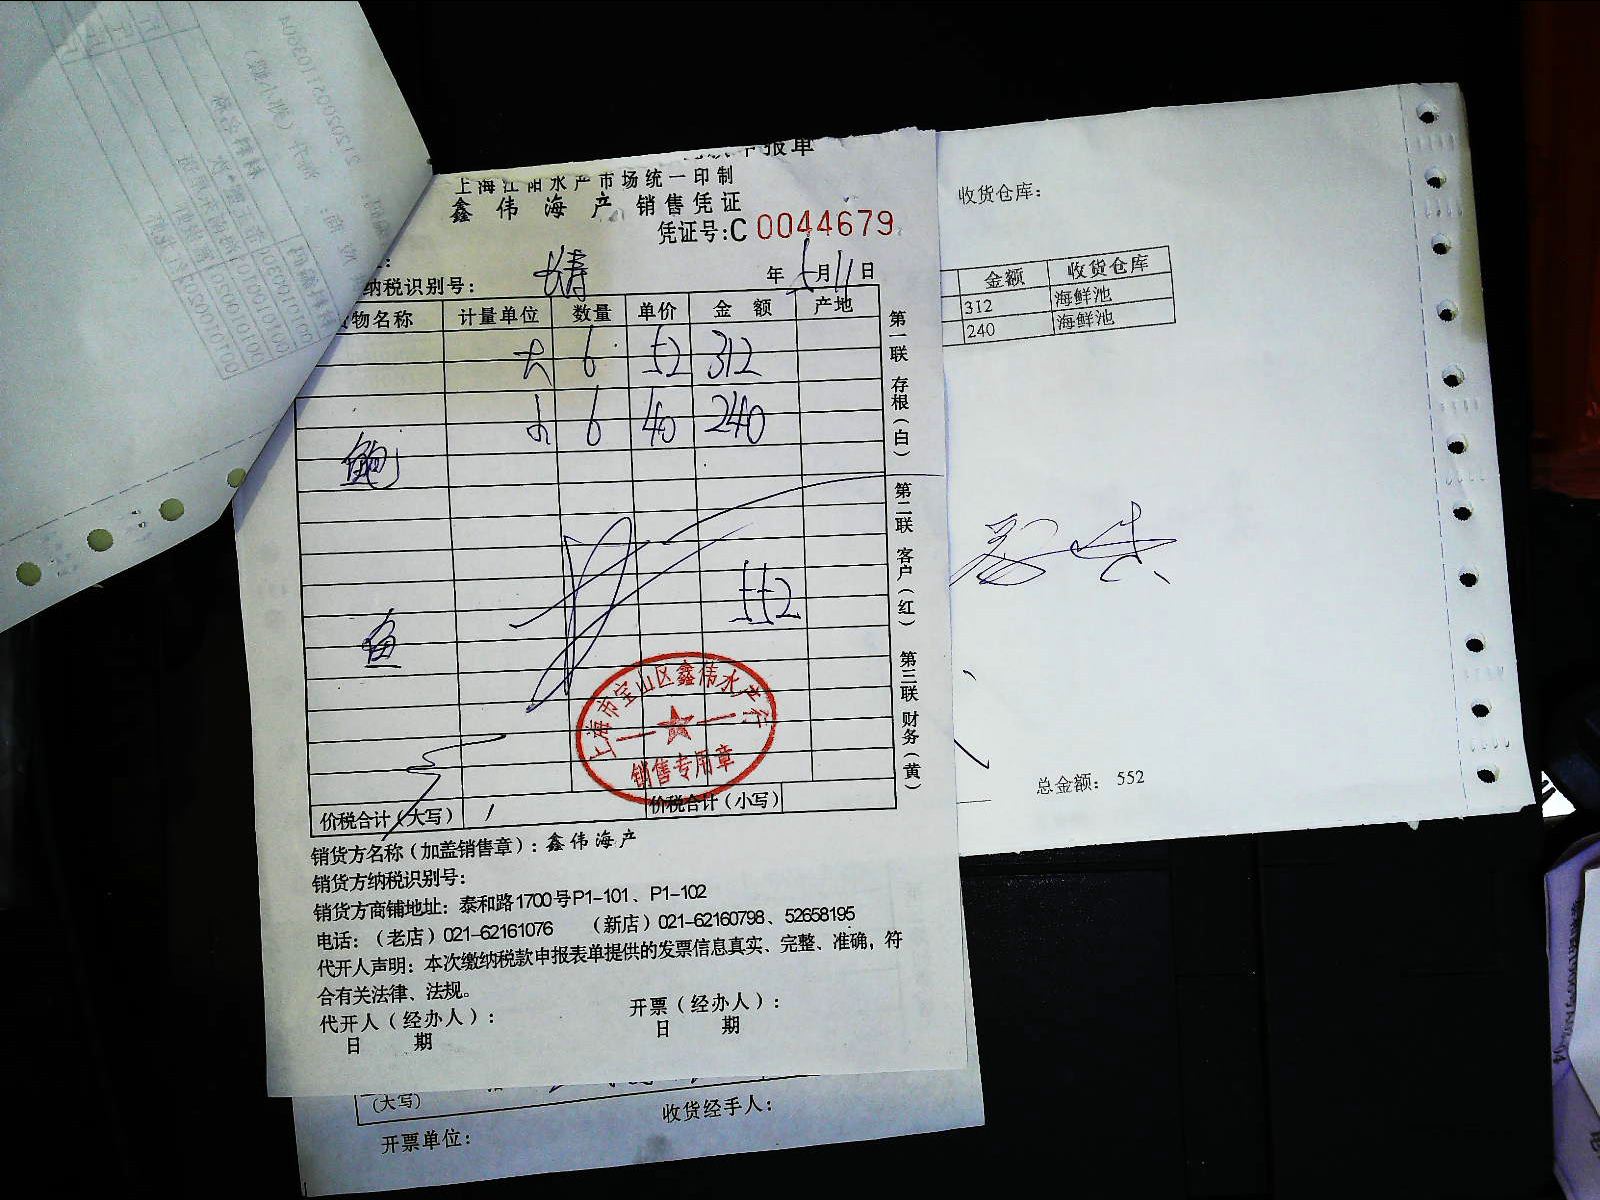 申报单
上海江阳水产市场统一印制
鑫伟海产 销售凭证
凭证号:C 0044679
纳税识别号: 长寿 年 5月11日
物名称 计量单位 数量 单价 金额 产地
大 6 52 312
小 6 40 240
鲍
鱼
552
上海市宝山区鑫伟水产行
销售专用章
价税合计(大写) 价税合计(小写)
销货方名称(加盖销售章): 鑫伟海产
销货方纳税识别号:
销货方商铺地址: 泰和路1700号P1-101、P1-102
电话:(老店)021-62161076 (新店)021-62160798、52658195
代开人声明: 本次缴纳税款申报表单提供的发票信息真实、完整、准确,符
合有关法律、法规。
代开人(经办人): 开票(经办人):
日 期 日 期
第一联 存根(白) 第二联 客户(红) 第三联 财务(黄)
收货仓库:
金额 收货仓库
312 海鲜池
240 海鲜池
总金额: 552
(大写)
收货经手人:
开票单位: